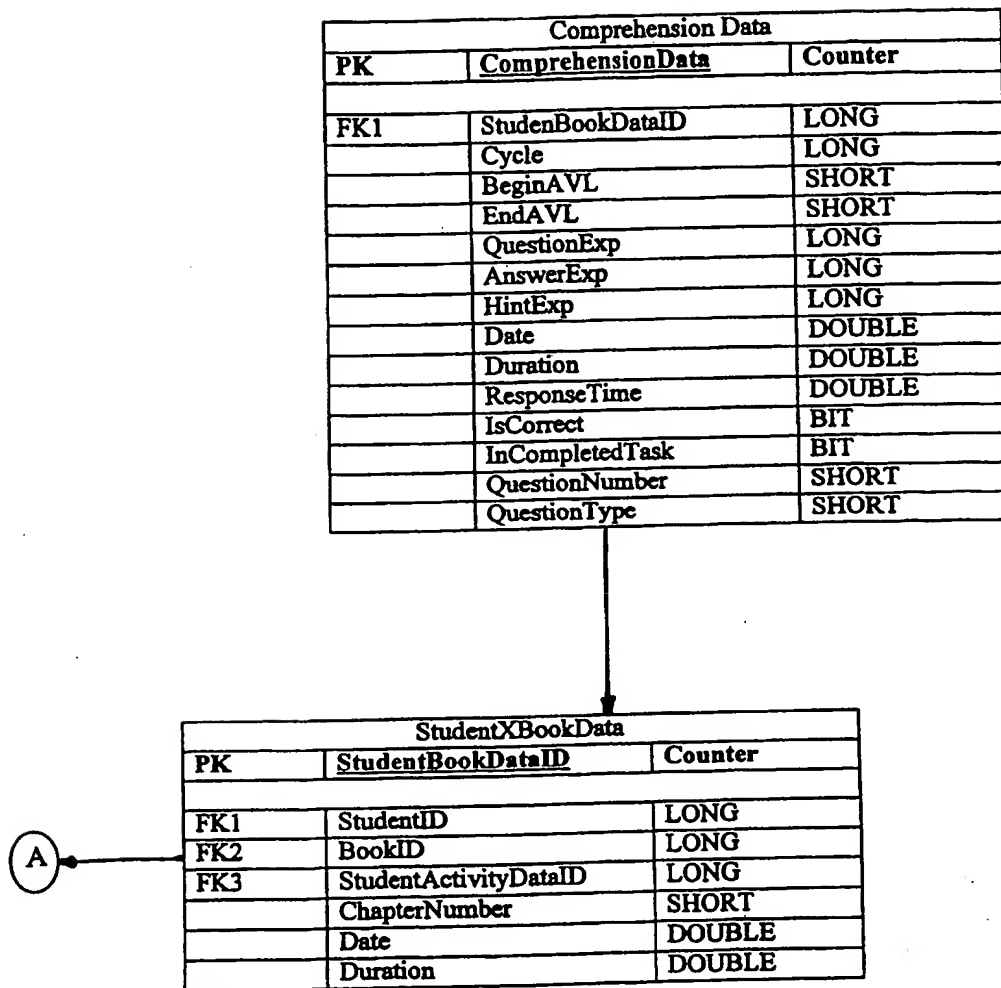 Comprehension Data
PK ComprehensionData Counter
FK1 StudenBookDataID LONG
Cycle LONG
BeginAVL SHORT
EndAVL SHORT
QuestionExp LONG
AnswerExp LONG
HintExp LONG
Date DOUBLE
Duration DOUBLE
ResponseTime DOUBLE
IsCorrect BIT
InCompletedTask BIT
QuestionNumber SHORT
QuestionType SHORT
StudentXBookData
PK StudentBookDataID Counter
FK1 StudentID LONG
A FK2 BookID LONG
FK3 StudentActivityDataID LONG
ChapterNumber SHORT
Date DOUBLE
Duration DOUBLE